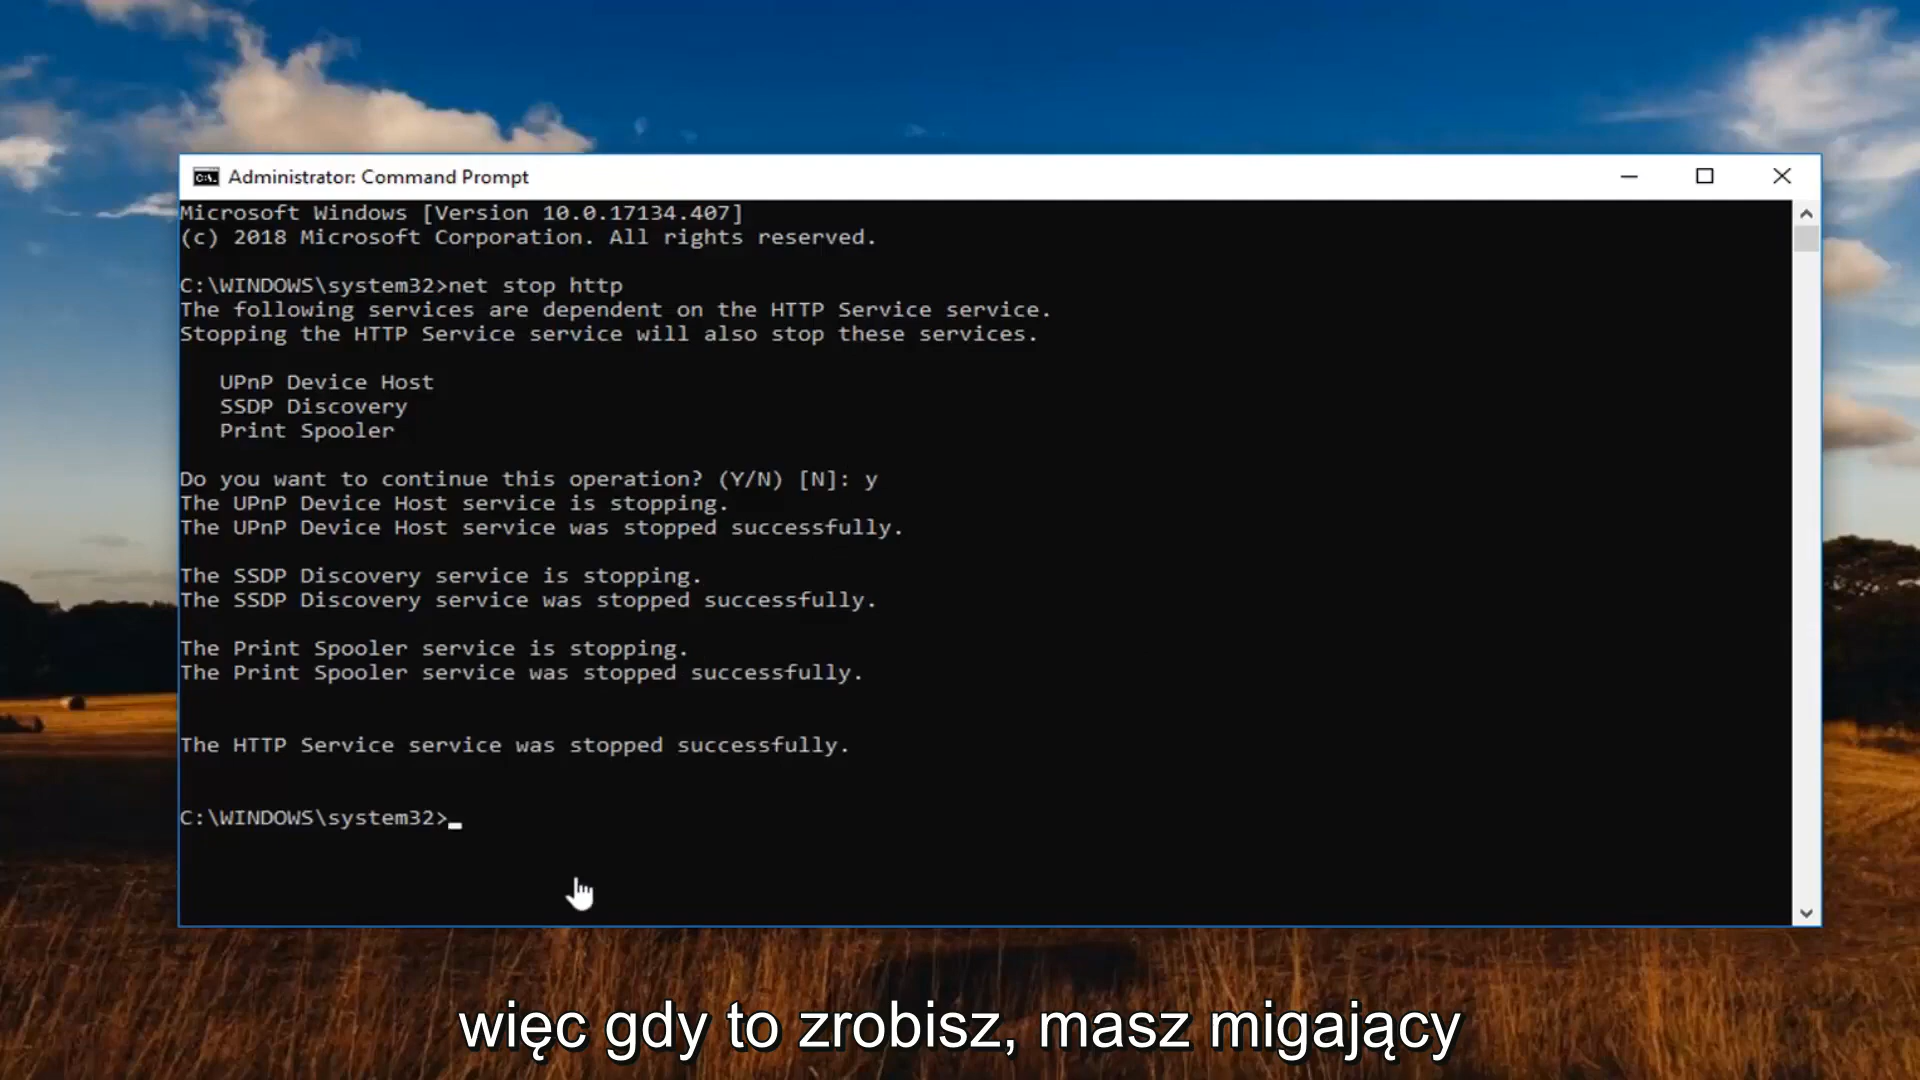 Administrator: Command Prompt
Microsoft Windows [Version 10.0.17134.407]
(c) 2018 Microsoft Corporation. All rights reserved.
C:\WINDOWS\system32>net stop http
The following services are dependent on the HTTP Service service.
Stopping the HTTP Service service will also stop these services.
UPnP Device Host
SSDP Discovery
Print Spooler
Do you want to continue this operation? (Y/N) [N]: y
The UPnP Device Host service is stopping.
The UPnP Device Host service was stopped successfully.
The SSDP Discovery service is stopping.
The SSDP Discovery service was stopped successfully.
The Print Spooler service is stopping.
The Print Spooler service was stopped successfully.
The HTTP Service service was stopped successfully.
C:\WINDOWS\system32>
więc gdy to zrobisz, masz migający